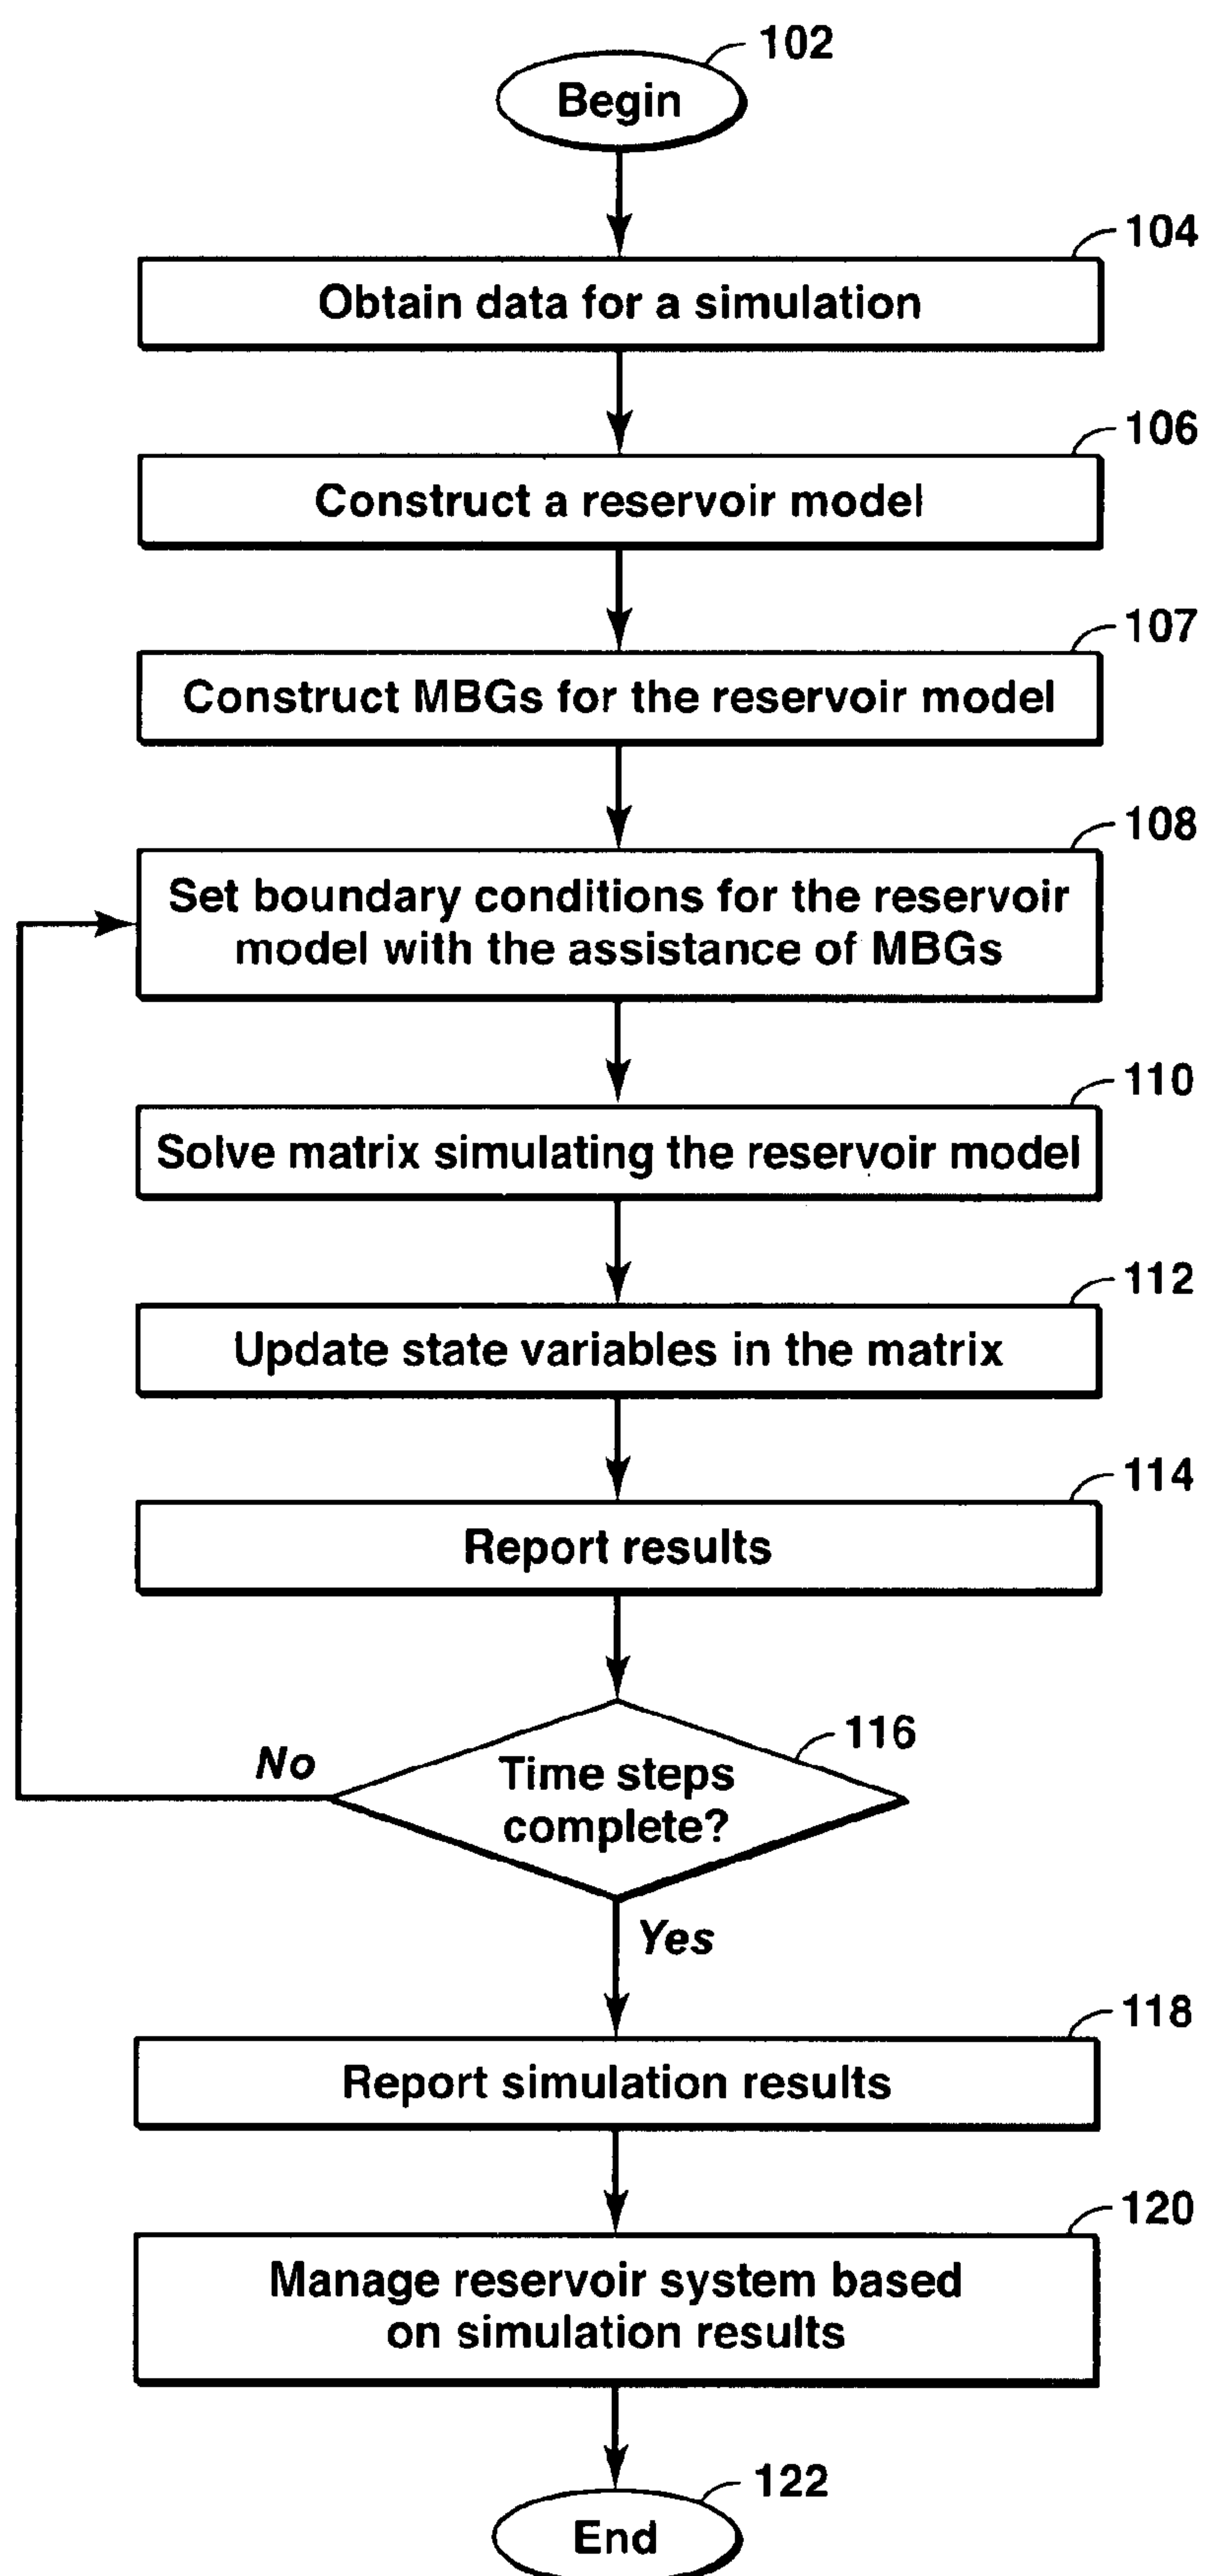 102
Begin
104
Obtain data for a simulation
106
Construct a reservoir model
107
Construct MBGs for the reservoir model
108
Set boundary conditions for the reservoir
model with the assistance of MBGs
110
Solve matrix simulating the reservoir model
112
Update state variables in the matrix
114
Report results
116
No
Time steps
complete?
Yes
118
Report simulation results
120
Manage reservoir system based
on simulation results
122
End